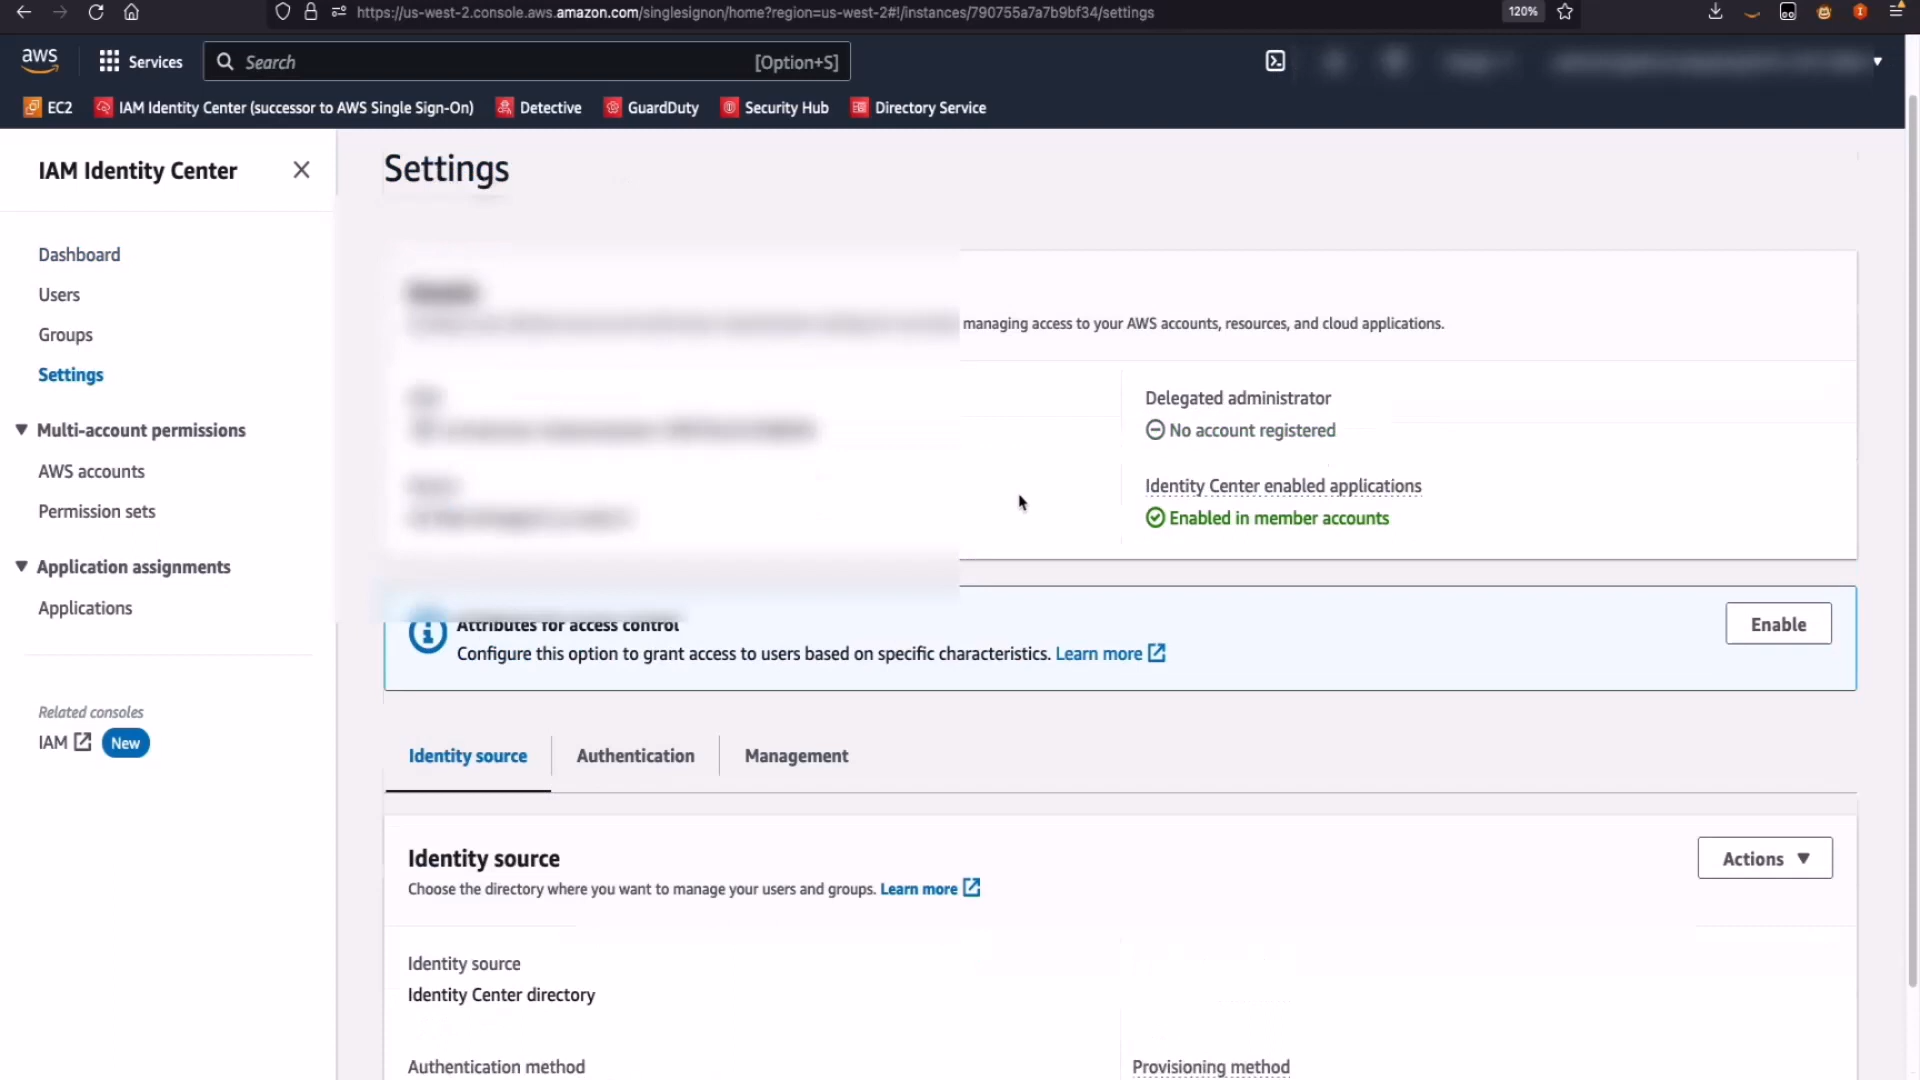 https://us-west-2.console.aws.amazon.com/singlesignon/home?region=us-west-2#!/instances/790755a7a7b9bf34/settings
120%
aws
Services
Search
[Option+S]
EC2
IAM Identity Center (successor to AWS Single Sign-On)
Detective
GuardDuty
Security Hub
Directory Service
IAM Identity Center
Dashboard
Users
Groups
Settings
Multi-account permissions
AWS accounts
Permission sets
Application assignments
Applications
Related consoles
IAM New
Settings
managing access to your AWS accounts, resources, and cloud applications.
Delegated administrator
No account registered
Identity Center enabled applications
Enabled in member accounts
Attributes for access control
Configure this option to grant access to users based on specific characteristics. Learn more
Enable
Identity source
Authentication
Management
Identity source
Choose the directory where you want to manage your users and groups. Learn more
Actions
Identity source
Identity Center directory
Authentication method
Provisioning method